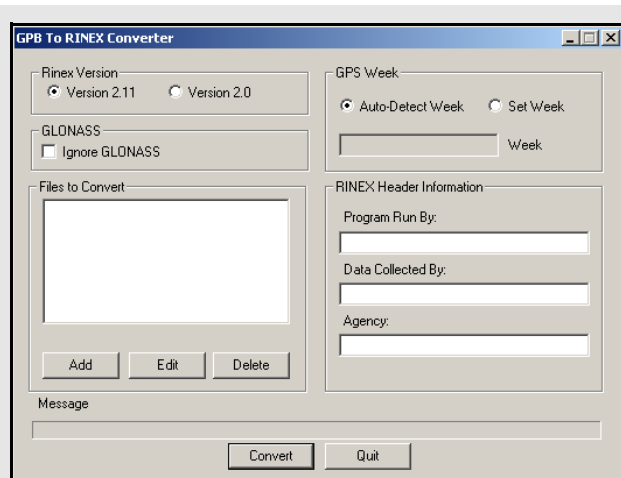 GPB To RINEX Converter
Rinex Version
Version 2.11 Version 2.0
GLONASS
Ignore GLONASS
Files to Convert
Add Edit Delete
GPS Week
Auto-Detect Week Set Week
Week
RINEX Header Information
Program Run By:
Data Collected By:
Agency:
Message
Convert Quit